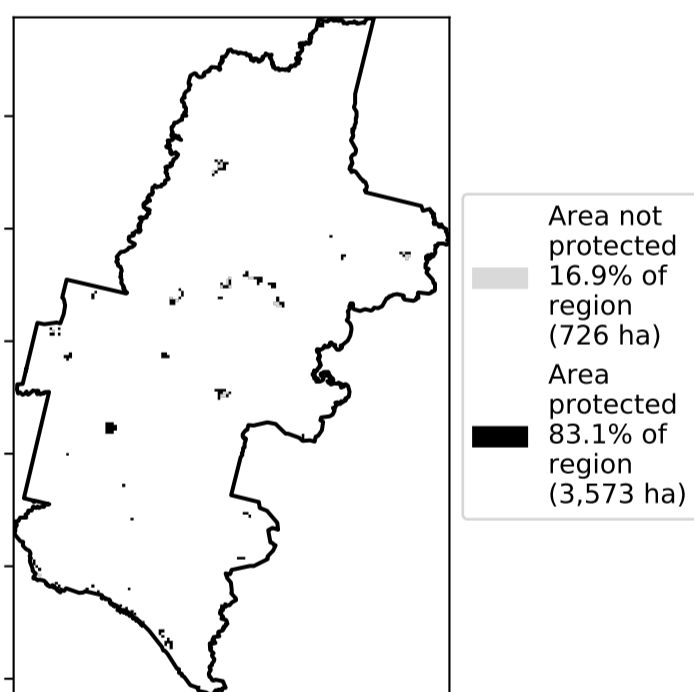 Area not
protected
16.9% of
region
(726 ha)
Area
protected
83.1% of
region
(3,573 ha)